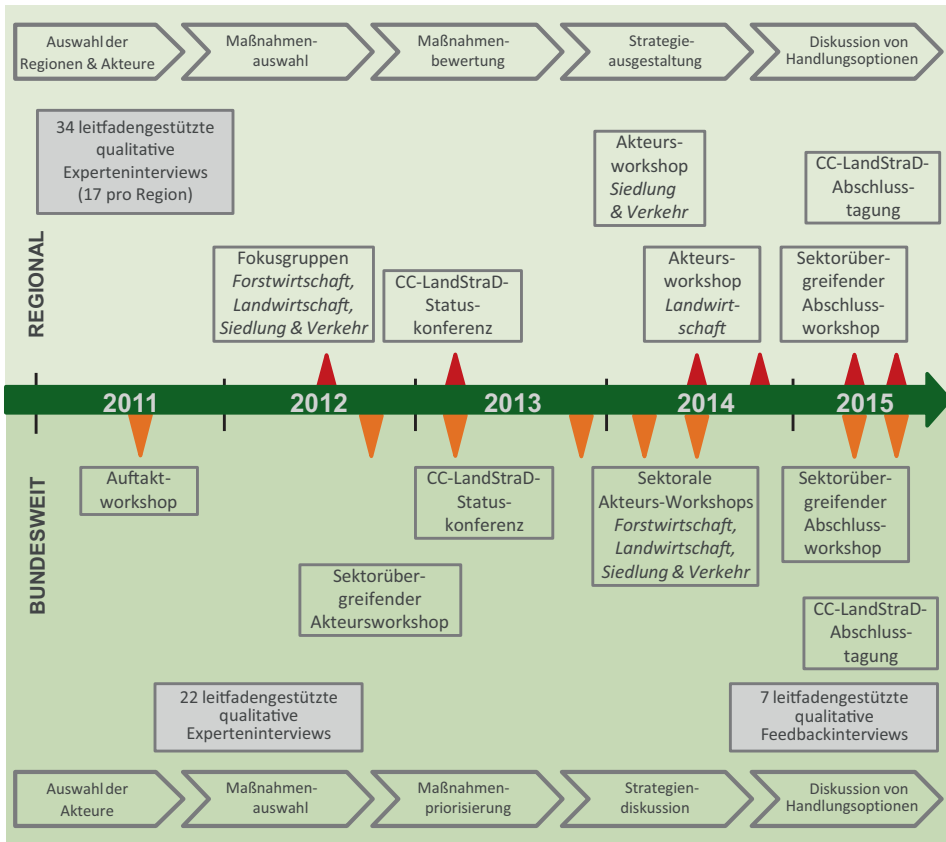 Auswahl der
Regionen & Akteure
Maßnahmen-
auswahl
Maßnahmen-
bewertung
Strategie-
ausgestaltung
Diskussion von
Handlungsoptionen
REGIONAL
34 leitfadengestützte
qualitative
Experteninterviews
(17 pro Region)
Fokusgruppen
Forstwirtschaft,
Landwirtschaft,
Siedlung & Verkehr
CC-LandStraD-
Status-
konferenz
Akteurs-
workshop
Siedlung
& Verkehr
Akteurs-
workshop
Landwirt-
schaft
CC-LandStraD-
Abschluss-
tagung
Sektorüber-
greifender
Abschluss-
workshop
2011
2012
2013
2014
2015
BUNDESWEIT
Auftakt-
workshop
Sektorüber-
greifender
Akteursworkshop
CC-LandStraD-
Status-
konferenz
Sektorale
Akteurs-Workshops
Forstwirtschaft,
Landwirtschaft,
Siedlung & Verkehr
Sektorüber-
greifender
Abschluss-
workshop
CC-LandStraD-
Abschluss-
tagung
22 leitfadengestützte
qualitative
Experteninterviews
7 leitfadengestützte
qualitative
Feedbackinterviews
Auswahl der
Akteure
Maßnahmen-
auswahl
Maßnahmen-
priorisierung
Strategien-
diskussion
Diskussion von
Handlungsoptionen